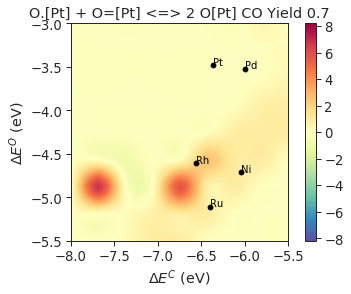 O.[Pt] + O=[Pt] <=> 2 O[Pt] CO Yield 0.7
−3.0
−3.5
−4.0
−4.5
−5.0
−5.5
ΔE^O (eV)
Pt
Pd
Rh
Ni
Ru
−8.0 −7.5 −7.0 −6.5 −6.0 −5.5
ΔE^C (eV)
8
6
4
2
0
−2
−4
−6
−8